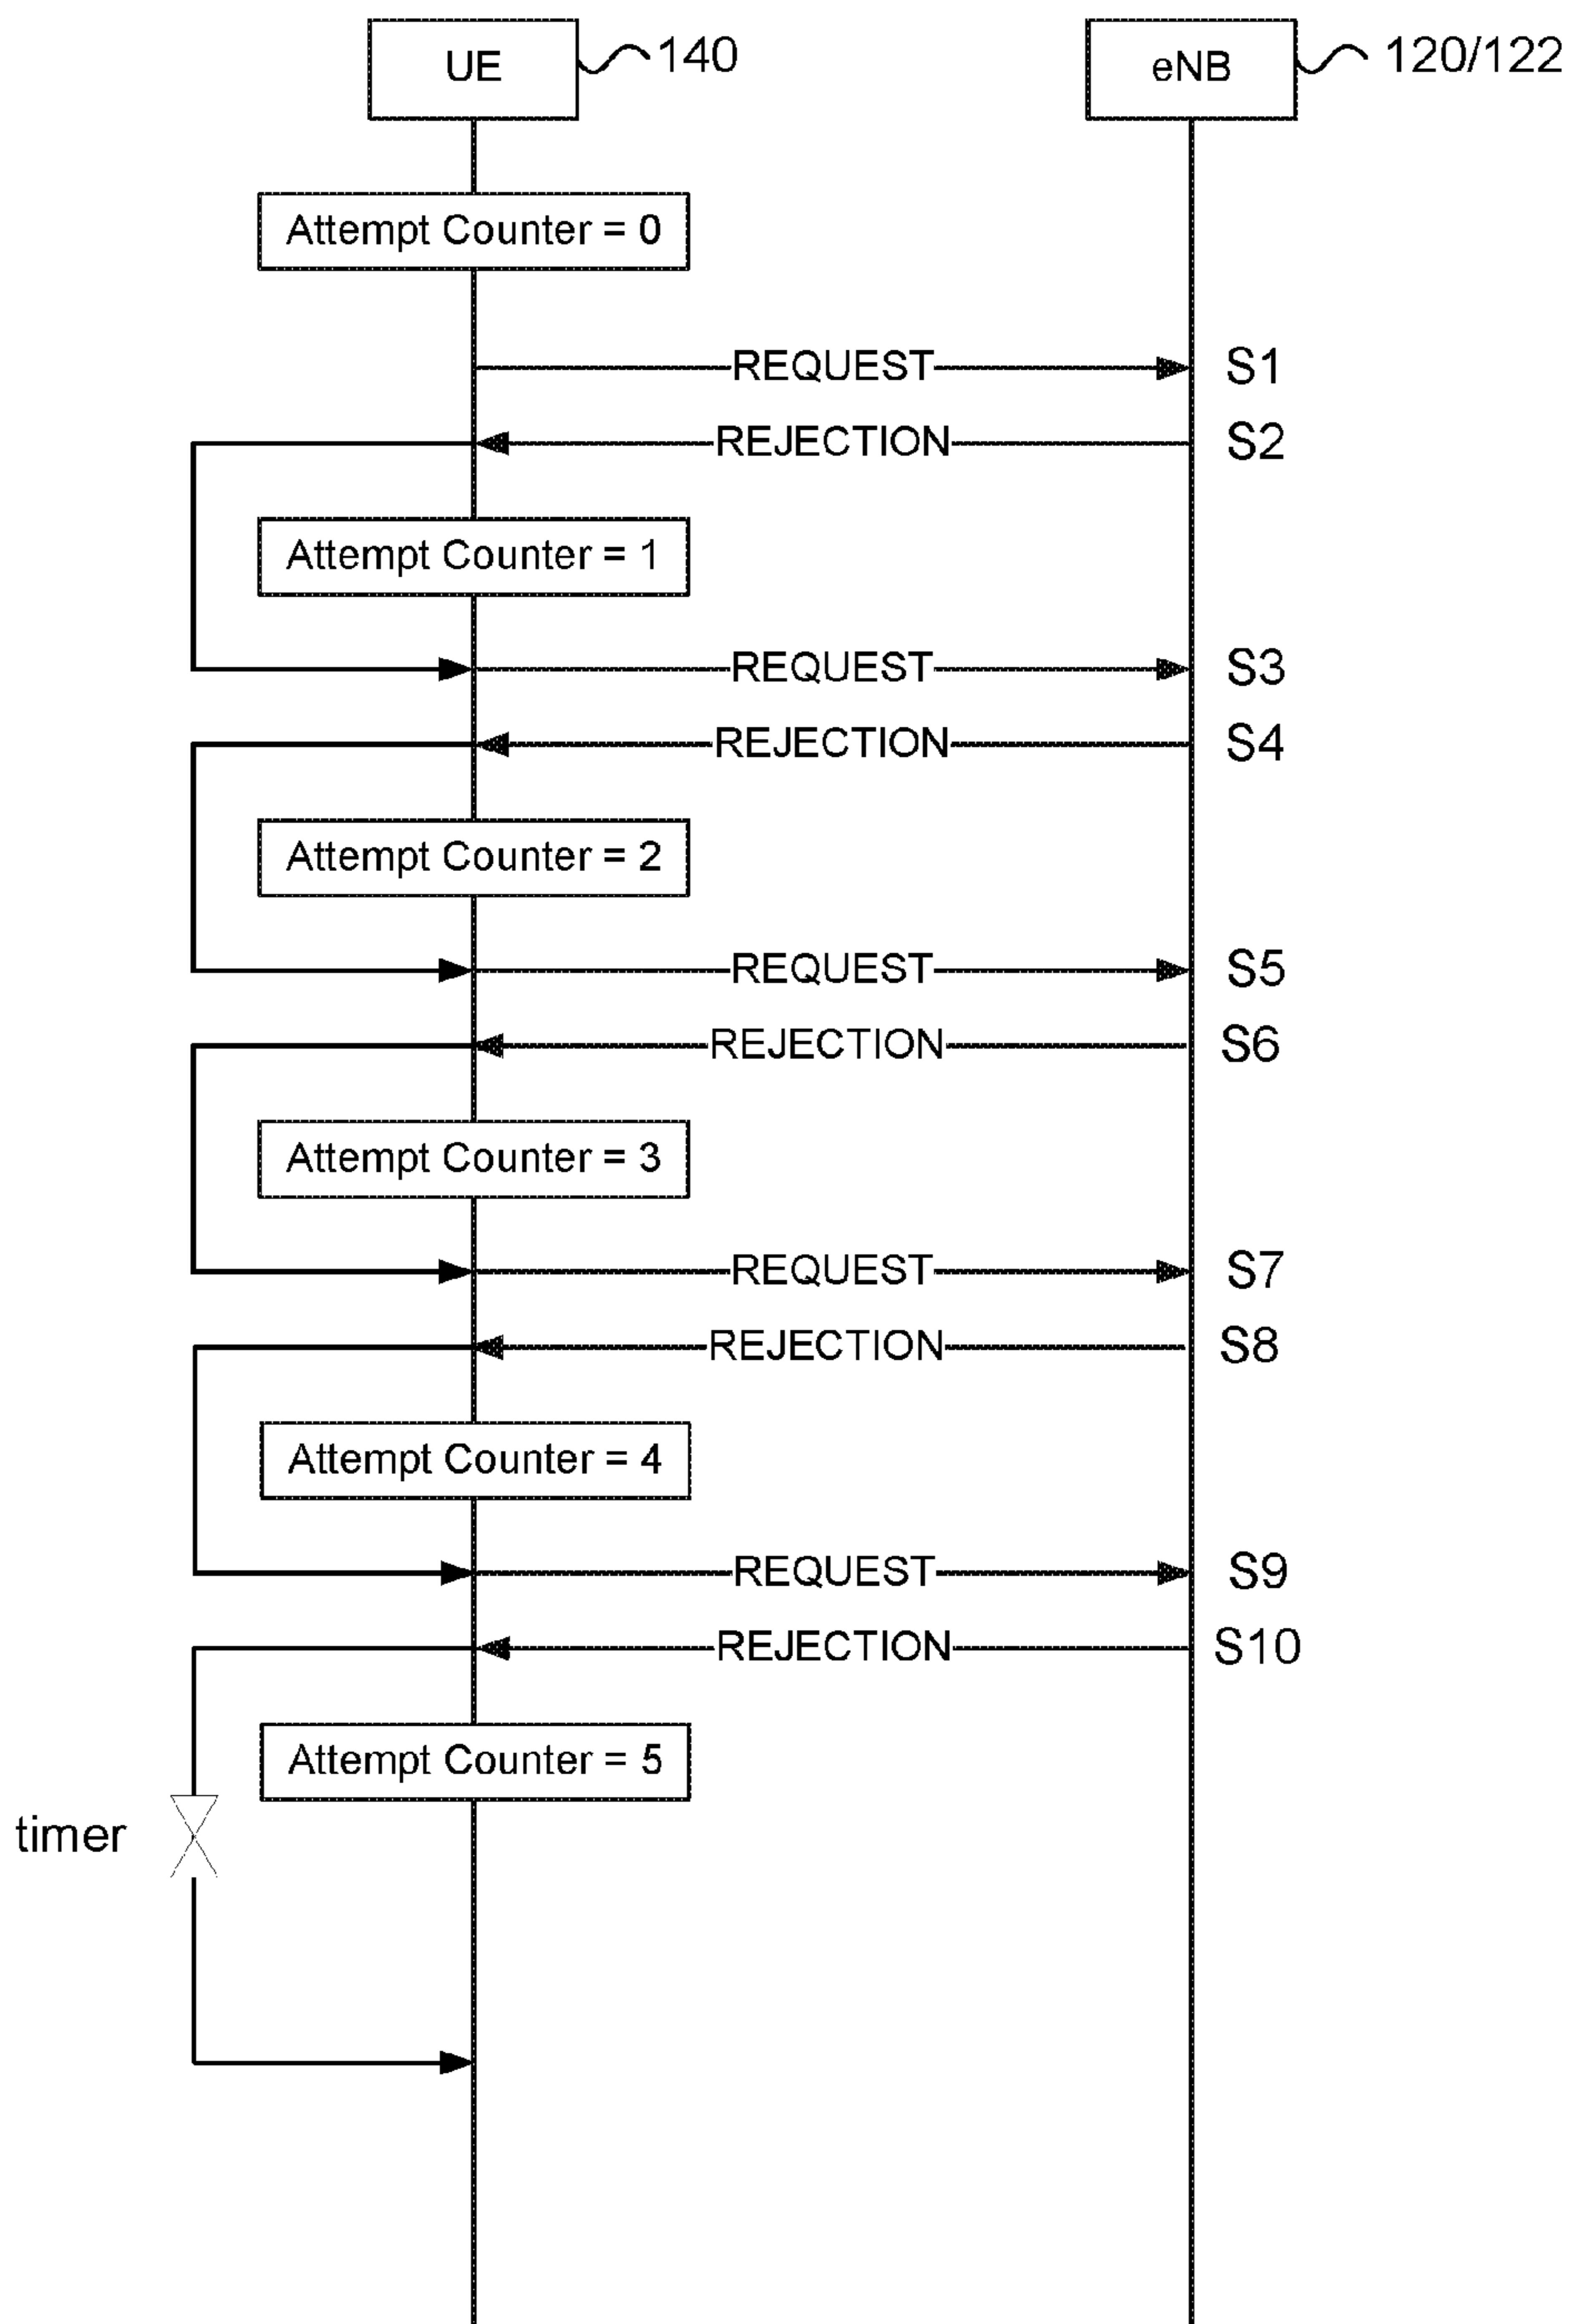 UE
140
eNB
120/122
Attempt Counter = 0
REQUEST
S1
REJECTION
S2
Attempt Counter = 1
REQUEST
S3
REJECTION
S4
Attempt Counter = 2
REQUEST
S5
REJECTION
S6
Attempt Counter = 3
REQUEST
S7
REJECTION
S8
Attempt Counter = 4
REQUEST
S9
REJECTION
S10
Attempt Counter = 5
timer